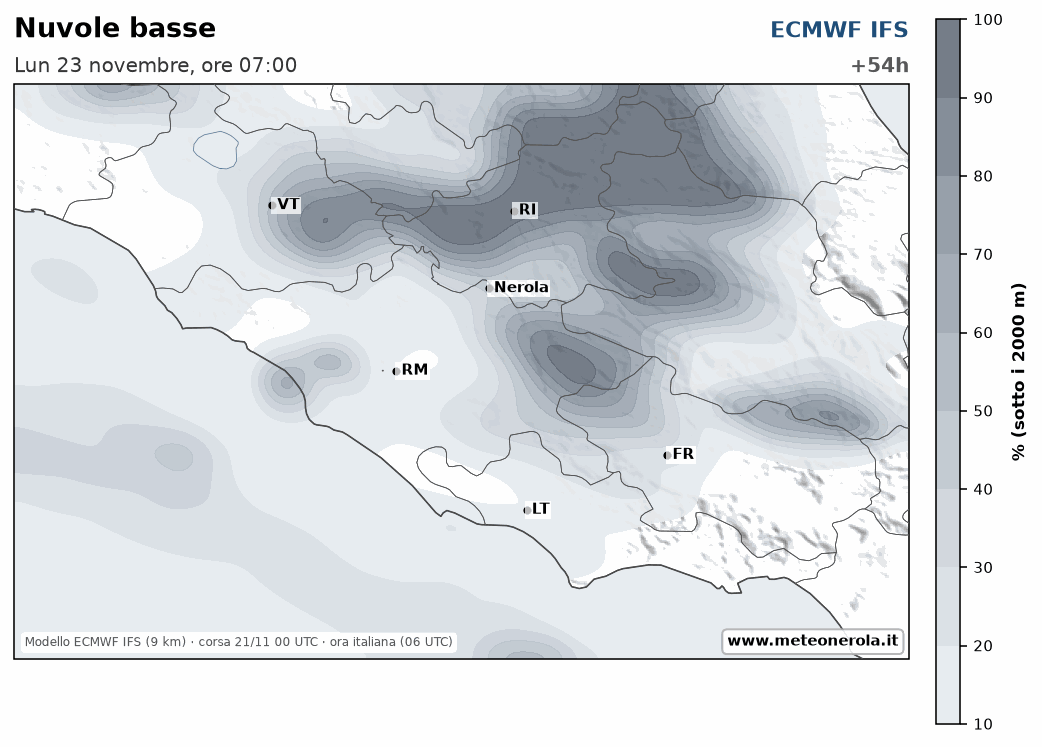 Nuvole basse
ECMWF IFS
Lun 23 novembre, ore 07:00
+54h
VT
RI
Nerola
RM
FR
LT
Modello ECMWF IFS (9 km) · corsa 21/11 00 UTC · ora italiana (06 UTC)
www.meteonerola.it
100
90
80
70
60
50
40
30
20
10
% (sotto i 2000 m)